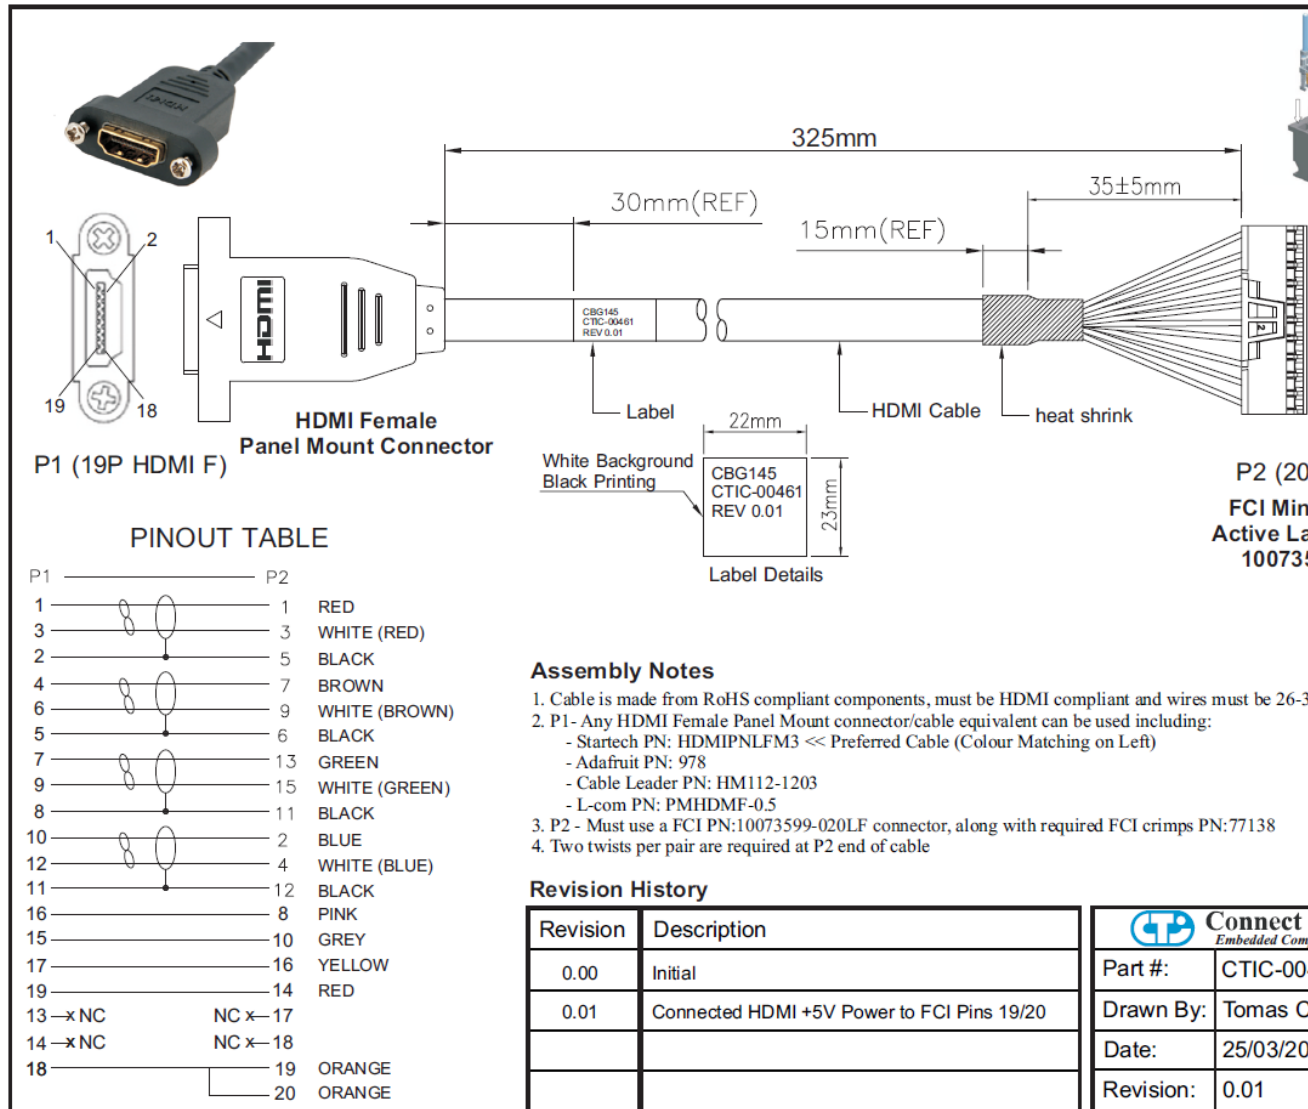 325mm
30mm(REF)
35±5mm
15mm(REF)
1
2
HDMI
CBG145
CTIC-00461
REV 0.01
2
19
18
Label
HDMI Cable
heat shrink
HDMI Female
Panel Mount Connector
P1 (19P HDMI F)
22mm
White Background
Black Printing
CBG145
CTIC-00461
REV 0.01
23mm
Label Details
P2 (20
FCI Min
Active La
100735
PINOUT TABLE
P1 P2
1 1 RED
3 3 WHITE (RED)
2 5 BLACK
4 7 BROWN
6 9 WHITE (BROWN)
5 6 BLACK
7 13 GREEN
9 15 WHITE (GREEN)
8 11 BLACK
10 2 BLUE
12 4 WHITE (BLUE)
11 12 BLACK
16 8 PINK
15 10 GREY
17 16 YELLOW
19 14 RED
13 x NC NC x 17
14 x NC NC x 18
18 19 ORANGE
20 ORANGE
Assembly Notes
1. Cable is made from RoHS compliant components, must be HDMI compliant and wires must be 26-3
2. P1- Any HDMI Female Panel Mount connector/cable equivalent can be used including:
- Startech PN: HDMIPNLFM3 << Preferred Cable (Colour Matching on Left)
- Adafruit PN: 978
- Cable Leader PN: HM112-1203
- L-com PN: PMHDMF-0.5
3. P2 - Must use a FCI PN:10073599-020LF connector, along with required FCI crimps PN:77138
4. Two twists per pair are required at P2 end of cable
Revision History
Revision Description
0.00 Initial
0.01 Connected HDMI +5V Power to FCI Pins 19/20
Connect
Embedded Com
Part #: CTIC-00
Drawn By: Tomas C
Date: 25/03/20
Revision: 0.01